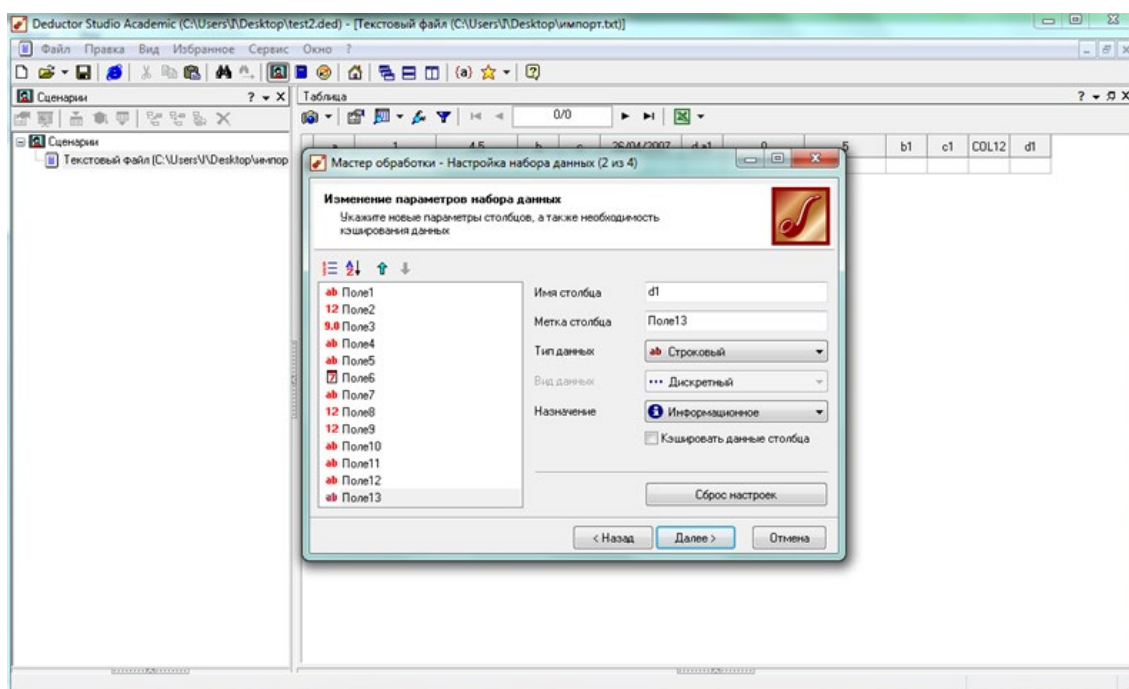 Deductor Studio Academic (C:\Users\I\Desktop\test2.ded) - [Текстовый файл (C:\Users\I\Desktop\импорт.txt)]
Файл Правка Вид Избранное Сервис Окно ?
Сценарии
Сценарии
Текстовый файл (C:\Users\I\Desktop\импор
Таблица
0/0
a 1 4.5 b c 26/04/2007 d a1 0 5 b1 c1 COL12 d1
Мастер обработки - Настройка набора данных (2 из 4)
Изменение параметров набора данных
Укажите новые параметры столбцов, а также необходимость
кэширования данных
ab Поле1
12 Поле2
9.0 Поле3
ab Поле4
ab Поле5
7 Поле6
ab Поле7
12 Поле8
12 Поле9
ab Поле10
ab Поле11
ab Поле12
ab Поле13
Имя столбца d1
Метка столбца Поле13
Тип данных ab Строковый
Вид данных Дискретный
Назначение Информационное
Кэшировать данные столбца
Сброс настроек
< Назад Далее > Отмена